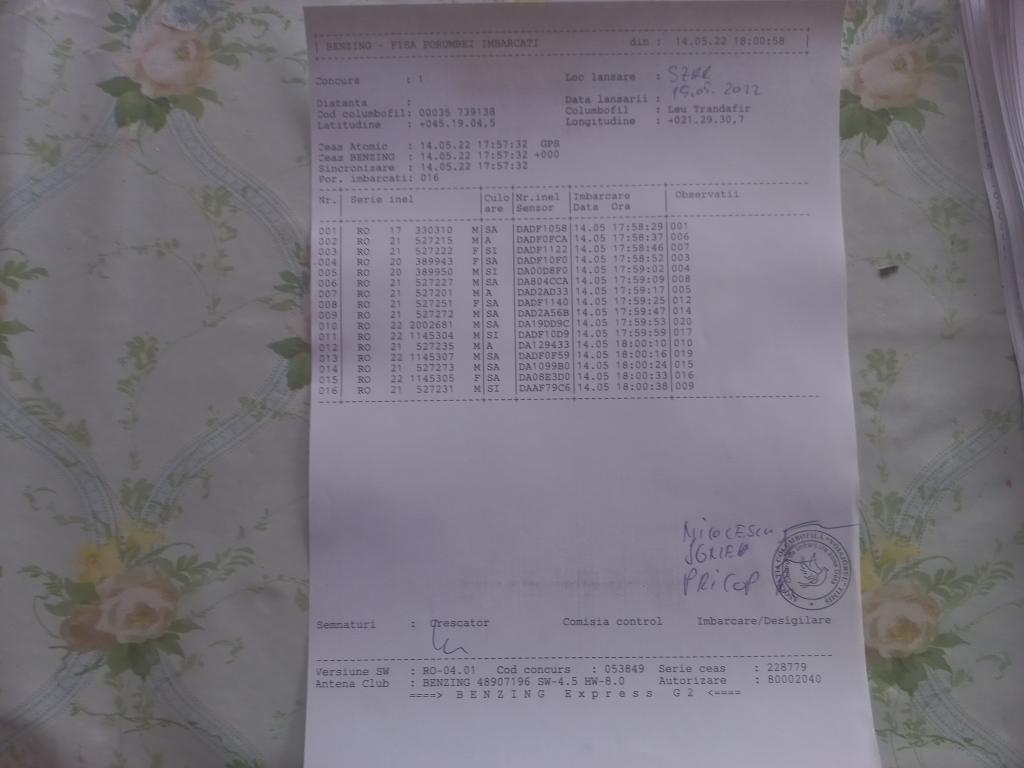 BENZING - FISA PORUMBEI IMBARCATI din : 14.05.22 18:00:58
Concurs : 1 Loc lansare :
Distanta : Data lansarii : 15.05.2022
Cod columbofil: 00035 739138 Columbofil : Leu Trandafir
Latitudine : +045.19.04,5 Longitudine : +021.29.30,7
Ceas Atomic : 14.05.22 17:57:32 GPS
Ceas BENZING : 14.05.22 17:57:32 +000
Sincronizare : 14.05.22 17:57:32
Por. imbarcati: 016
Nr. Serie inel Culo Nr.inel Imbarcare Observatii
are Sensor Data Ora
001 RO 17 330310 M SA DADF1058 14.05 17:58:29 001
002 RO 21 527215 M A DADF0FCA 14.05 17:58:37 006
003 RO 21 527222 F SI DADF1122 14.05 17:58:46 007
004 RO 20 389943 F SA DADF10F0 14.05 17:58:52 003
005 RO 20 389950 M SI DA00D8F0 14.05 17:59:02 004
006 RO 21 527227 M SA DA804CCA 14.05 17:59:09 008
007 RO 21 527201 M A DAD2AD33 14.05 17:59:17 005
008 RO 21 527251 F SA DADF1140 14.05 17:59:25 012
009 RO 21 527272 M SA DAD2A56B 14.05 17:59:47 014
010 RO 22 2002681 M SA DA19DD9C 14.05 17:59:53 020
011 RO 22 1145304 M SI DADF10D9 14.05 17:59:59 017
012 RO 21 527235 M A DA129433 14.05 18:00:10 010
013 RO 22 1145307 M SA DADF0F59 14.05 18:00:16 019
014 RO 21 527273 M SA DA1099B0 14.05 18:00:24 015
015 RO 22 1145305 F SA DA08E3D0 14.05 18:00:33 016
016 RO 21 527231 M SI DAAF79C6 14.05 18:00:38 009
PRICOP
Semnaturi : Crescator Comisia control Imbarcare/Desigilare
Versiune SW : RO-04.01 Cod concurs : 053849 Serie ceas : 228779
Antena Club : BENZING 48907196 SW-4.5 HW-8.0 Autorizare : 80002040
====> B E N Z I N G E x p r e s s G 2 <====